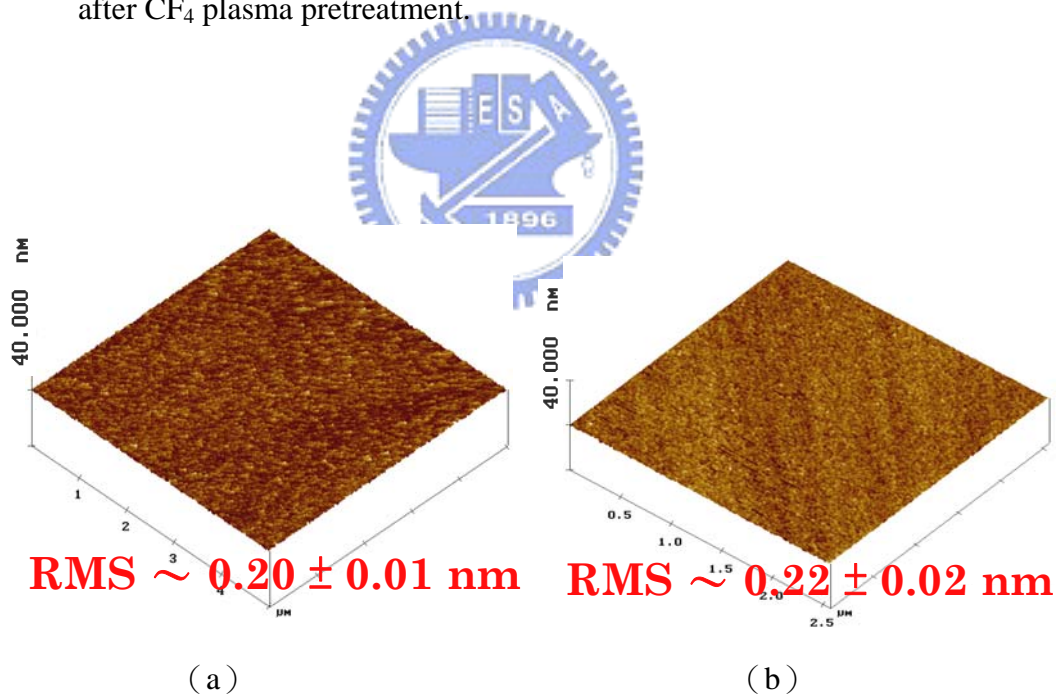 after CF₄ plasma pretreatment.
E S A
1896
40.000 nM
1
2
3
4
µM
RMS ~ 0.20 ± 0.01 nm
40.000 nM
0.5
1.0
1.5
2.0
2.5
µM
RMS ~ 0.22 ± 0.02 nm
（a）
（b）